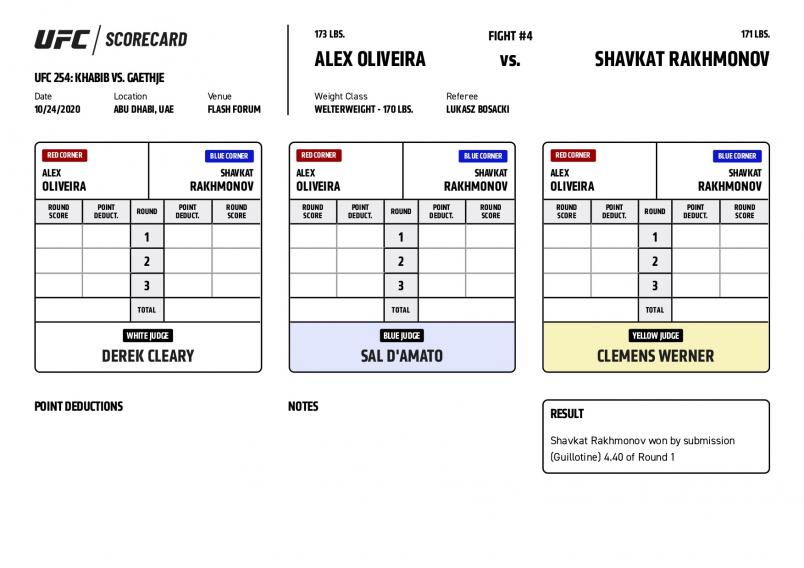 UFC / SCORECARD
UFC 254: KHABIB VS. GAETHJE
Date Location Venue
10/24/2020 ABU DHABI, UAE FLASH FORUM
173 LBS. FIGHT #4 171 LBS.
ALEX OLIVEIRA VS. SHAVKAT RAKHMONOV
Weight Class Referee
WELTERWEIGHT - 170 LBS. LUKASZ BOSACKI
RED CORNER BLUE CORNER
ALEX SHAVKAT
OLIVEIRA RAKHMONOV
ROUND POINT ROUND POINT ROUND
SCORE DEDUCT. DEDUCT. SCORE
1
2
3
TOTAL
WHITE JUDGE
DEREK CLEARY
RED CORNER BLUE CORNER
ALEX SHAVKAT
OLIVEIRA RAKHMONOV
ROUND POINT ROUND POINT ROUND
SCORE DEDUCT. DEDUCT. SCORE
1
2
3
TOTAL
BLUE JUDGE
SAL D'AMATO
RED CORNER BLUE CORNER
ALEX SHAVKAT
OLIVEIRA RAKHMONOV
ROUND POINT ROUND POINT ROUND
SCORE DEDUCT. DEDUCT. SCORE
1
2
3
TOTAL
YELLOW JUDGE
CLEMENS WERNER
POINT DEDUCTIONS
NOTES
RESULT
Shavkat Rakhmonov won by submission
(Guillotine) 4.40 of Round 1